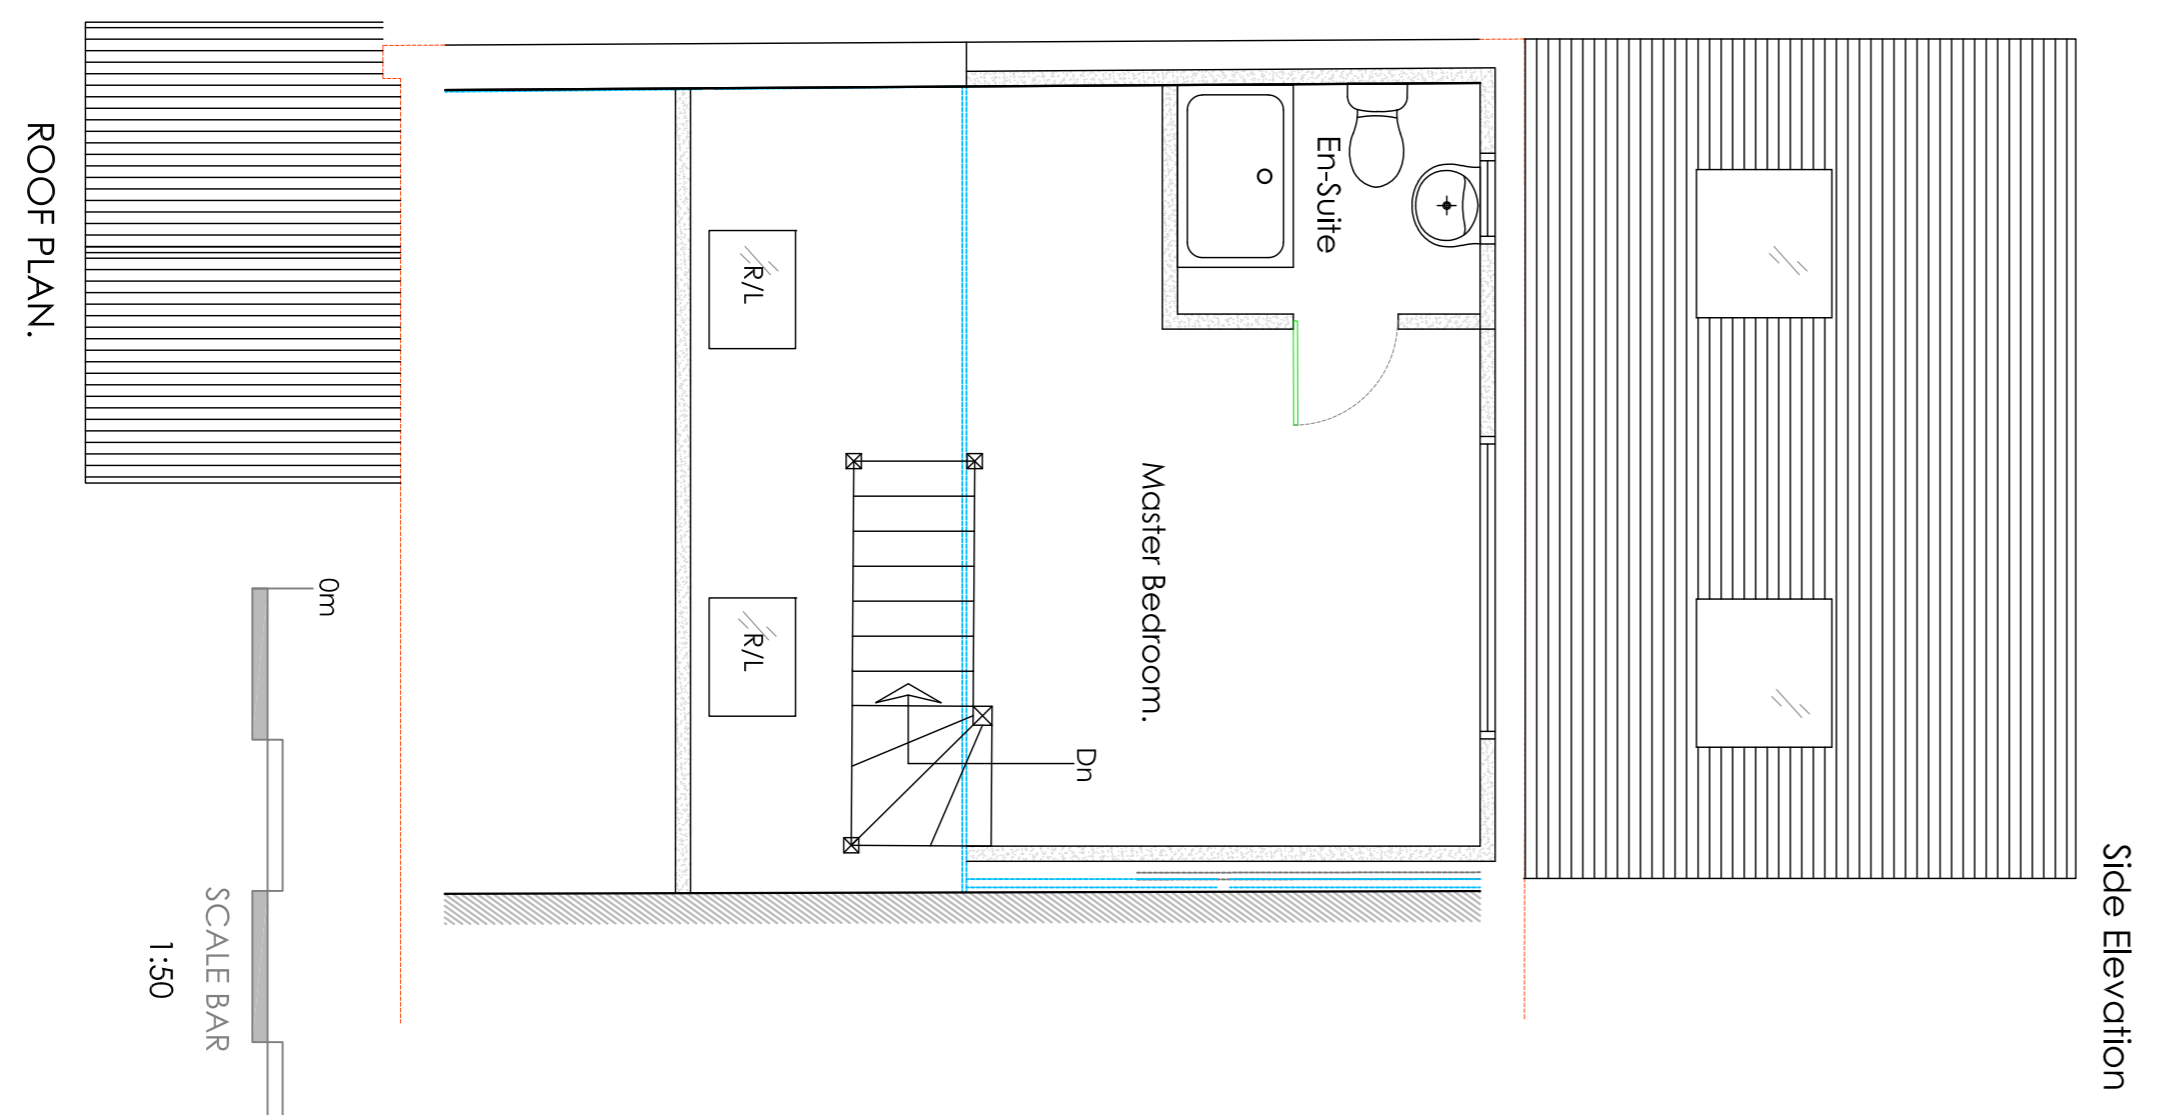 Side Elevation
En-Suite
Master Bedroom.
Dn
R/L
R/L
0m
SCALE BAR
1:50
ROOF PLAN.